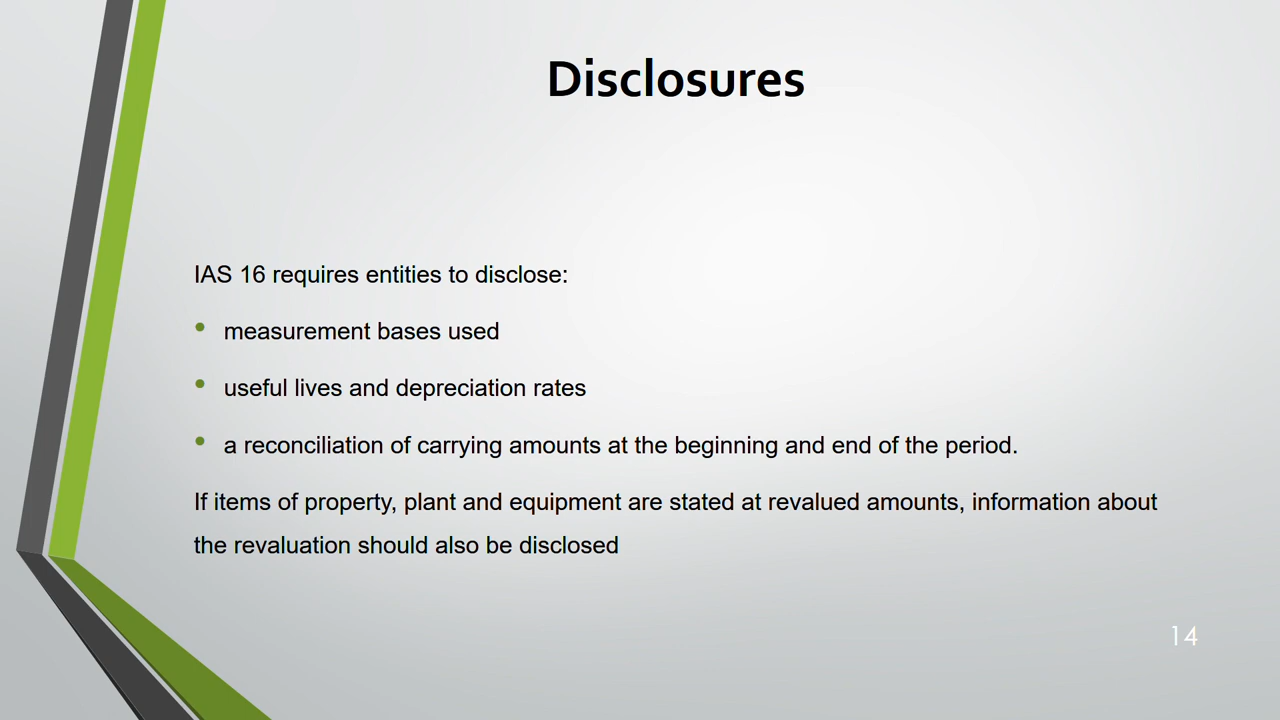 Disclosures
IAS 16 requires entities to disclose:
• measurement bases used
• useful lives and depreciation rates
• a reconciliation of carrying amounts at the beginning and end of the period.
If items of property, plant and equipment are stated at revalued amounts, information about
the revaluation should also be disclosed
14